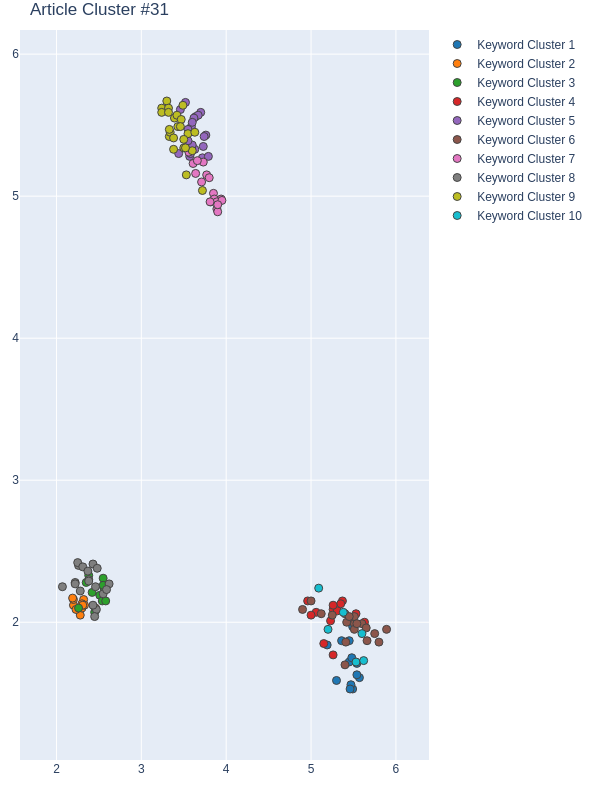 Article Cluster #31
Keyword Cluster 1
Keyword Cluster 2
Keyword Cluster 3
Keyword Cluster 4
Keyword Cluster 5
Keyword Cluster 6
Keyword Cluster 7
Keyword Cluster 8
Keyword Cluster 9
Keyword Cluster 10
6
5
4
3
2
2 3 4 5 6